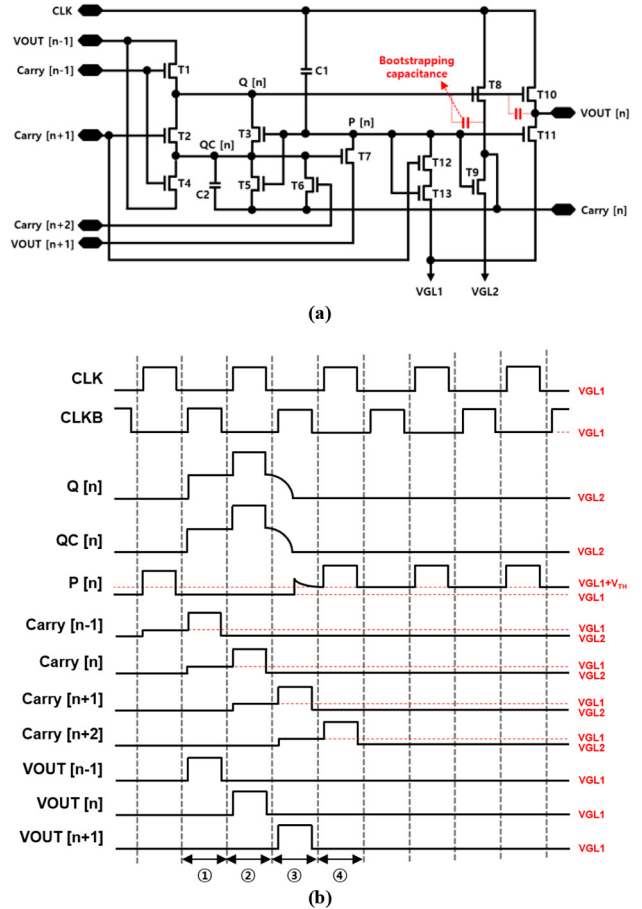 CLK
VOUT [n-1]
Carry [n-1]
T1
Q [n]
C1
Bootstrapping
capacitance
T8
T10
VOUT [n]
Carry [n+1]
T2
T3
P [n]
T11
QC [n]
T7
T12
T4
C2
T5
T6
T13
T9
Carry [n+2]
VOUT [n+1]
Carry [n]
VGL1
VGL2
(a)
CLK
VGL1
CLKB
VGL1
Q [n]
VGL2
QC [n]
VGL2
P [n]
VGL1+VTH
VGL1
Carry [n-1]
VGL1
VGL2
Carry [n]
VGL1
VGL2
Carry [n+1]
VGL1
VGL2
Carry [n+2]
VGL1
VGL2
VOUT [n-1]
VGL1
VOUT [n]
VGL1
VOUT [n+1]
VGL1
① ② ③ ④
(b)